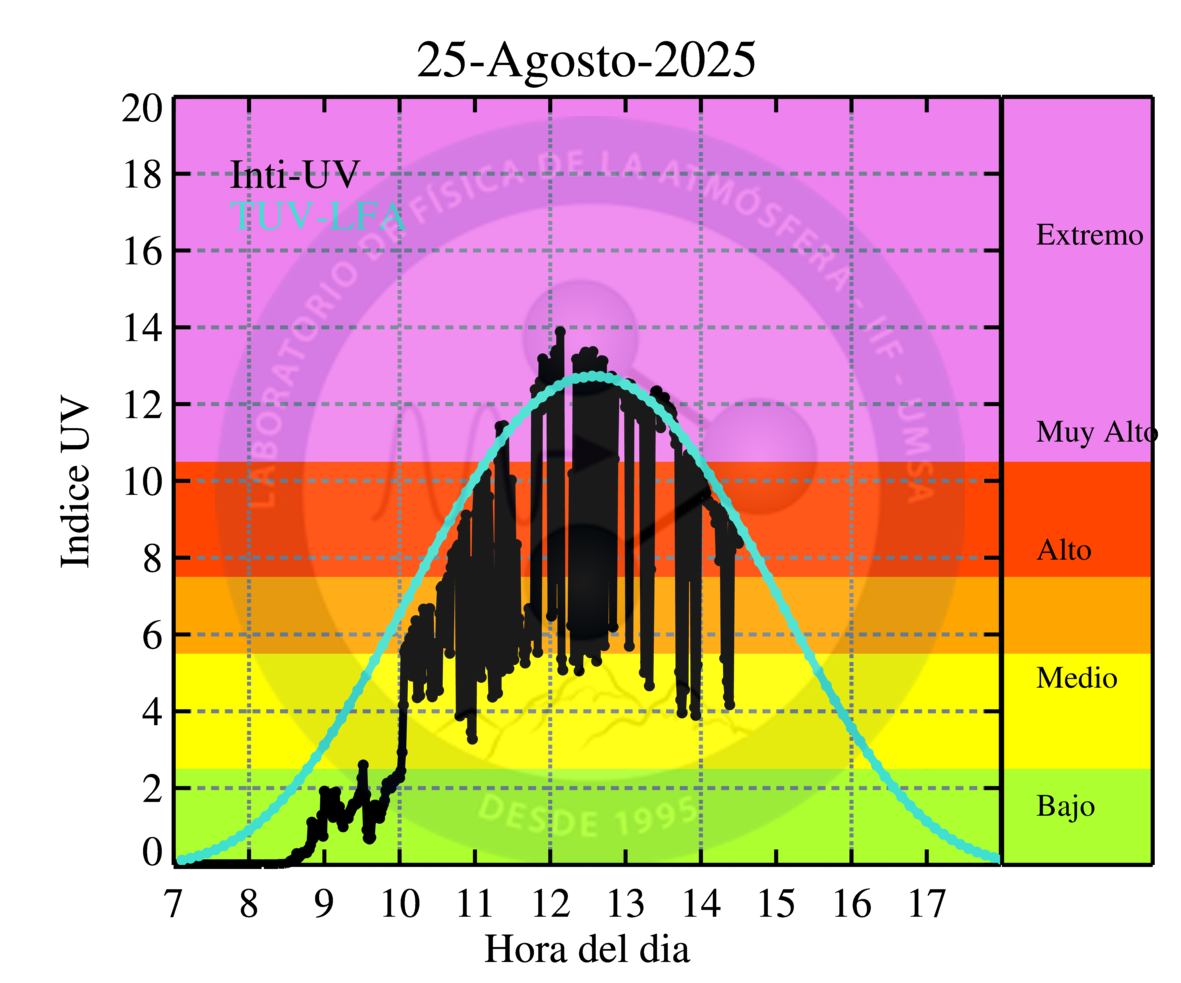 25-Agosto-2025
Indice UV
20
18
16
14
12
10
8
6
4
2
0
Inti-UV
TUV-LFA
LABORATORIO DE FÍSICA DE LA ATMÓSFERA - IIF - UMSA
DESDE 1995
Extremo
Muy Alto
Alto
Medio
Bajo
7 8 9 10 11 12 13 14 15 16 17
Hora del dia